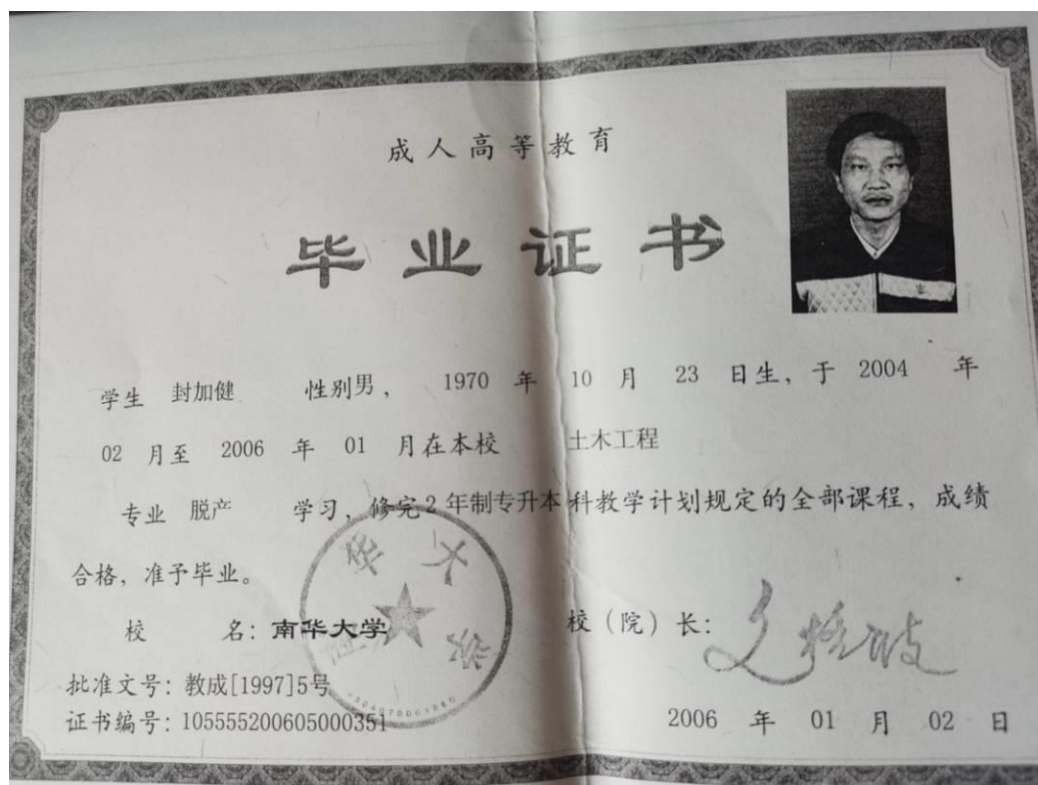 成人高等教育
毕业证书
学生 封加健 性别男， 1970 年 10 月 23 日生，于 2004 年
02 月至 2006 年 01 月在本校 土木工程
专业 脱产 学习，修完2年制专升本科教学计划规定的全部课程，成绩
合格，准予毕业。
校 名：南华大学 校（院）长：
批准文号：教成[1997]5号
证书编号：105555200605000351
2006 年 01 月 02 日